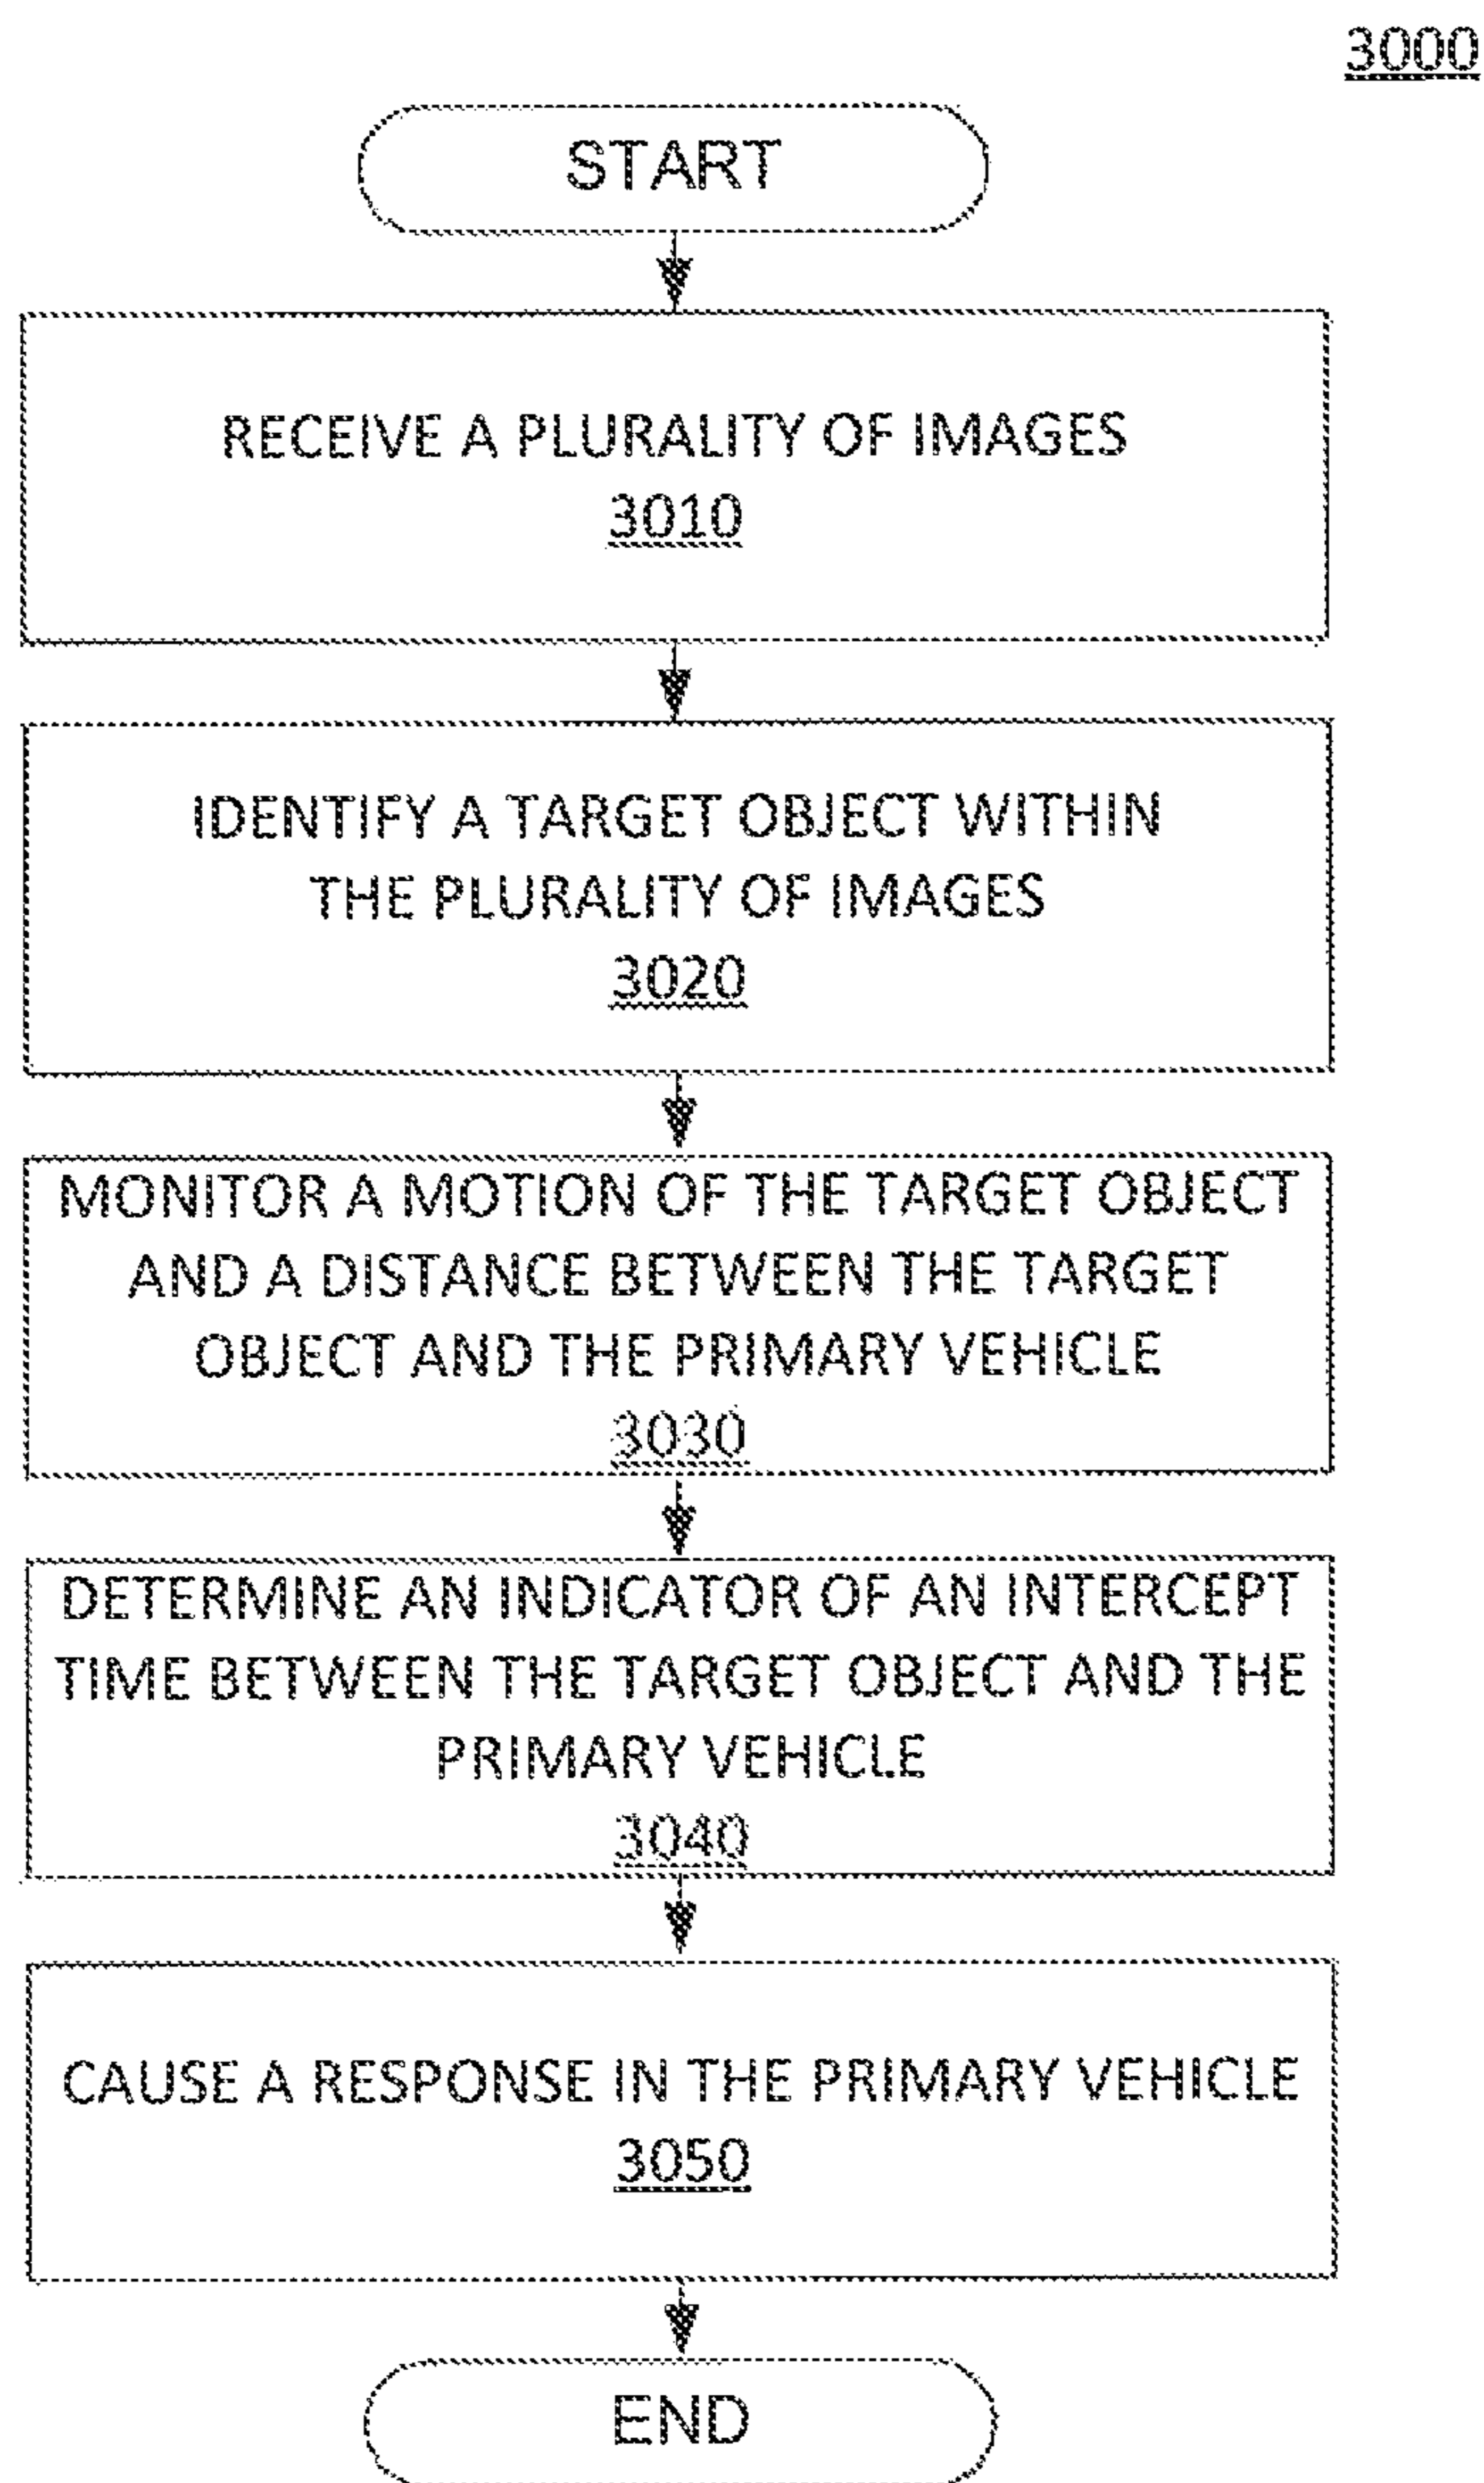 3000
START
RECEIVE A PLURALITY OF IMAGES
3010
IDENTIFY A TARGET OBJECT WITHIN
THE PLURALITY OF IMAGES
3020
MONITOR A MOTION OF THE TARGET OBJECT
AND A DISTANCE BETWEEN THE TARGET
OBJECT AND THE PRIMARY VEHICLE
3030
DETERMINE AN INDICATOR OF AN INTERCEPT
TIME BETWEEN THE TARGET OBJECT AND THE
PRIMARY VEHICLE
3040
CAUSE A RESPONSE IN THE PRIMARY VEHICLE
3050
END